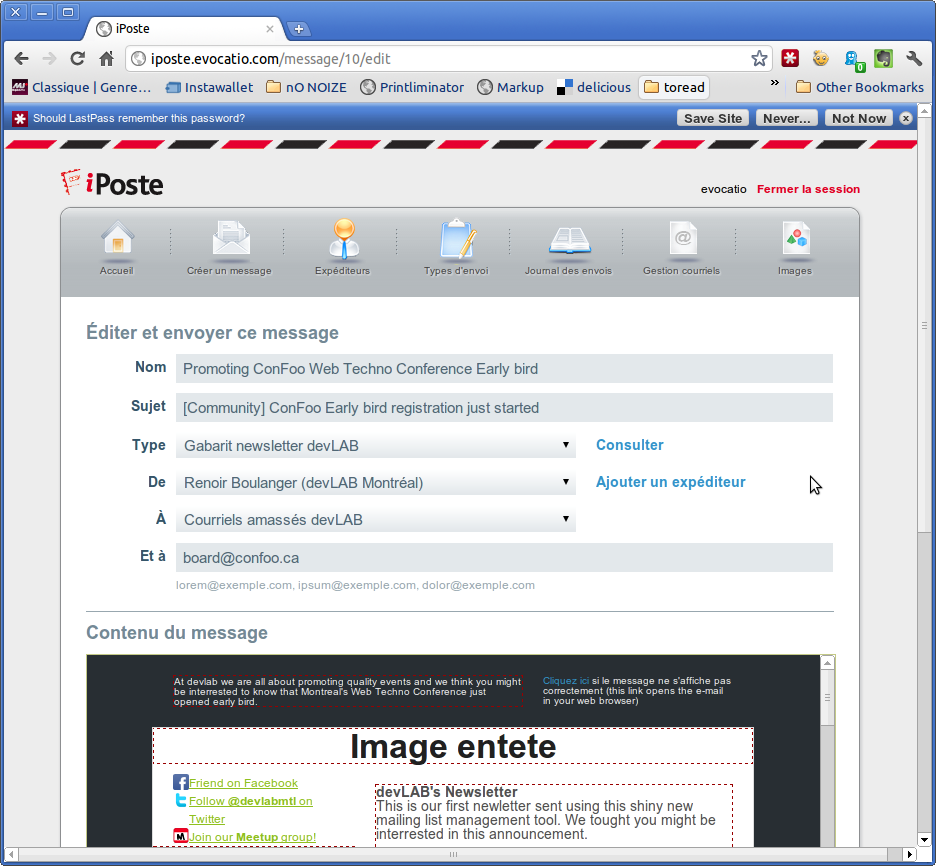 iPoste
iposte.evocatio.com/message/10/edit
0
Classique | Genre… Instawallet nO NOIZE Printliminator Markup delicious toread » Other Bookmarks
Should LastPass remember this password? Save Site Never... Not Now
iPoste
evocatio Fermer la session
Accueil Créer un message Expéditeurs Types d'envoi Journal des envois Gestion courriels Images
Éditer et envoyer ce message
Nom Promoting ConFoo Web Techno Conference Early bird
Sujet [Community] ConFoo Early bird registration just started
Type Gabarit newsletter devLAB Consulter
De Renoir Boulanger (devLAB Montréal) Ajouter un expéditeur
À Courriels amassés devLAB
Et à board@confoo.ca
lorem@exemple.com, ipsum@exemple.com, dolor@exemple.com
Contenu du message
At devlab we are all about promoting quality events and we think you might
be interrested to know that Montreal's Web Techno Conference just
opened early bird.
Cliquez ici si le message ne s'affiche pas
correctement (this link opens the e-mail
in your web browser)
Image entete
Friend on Facebook
Follow @devlabmtl on
Twitter
Join our Meetup group!
devLAB's Newsletter
This is our first newletter sent using this shiny new
mailing list management tool. We tought you might be
interrested in this announcement.